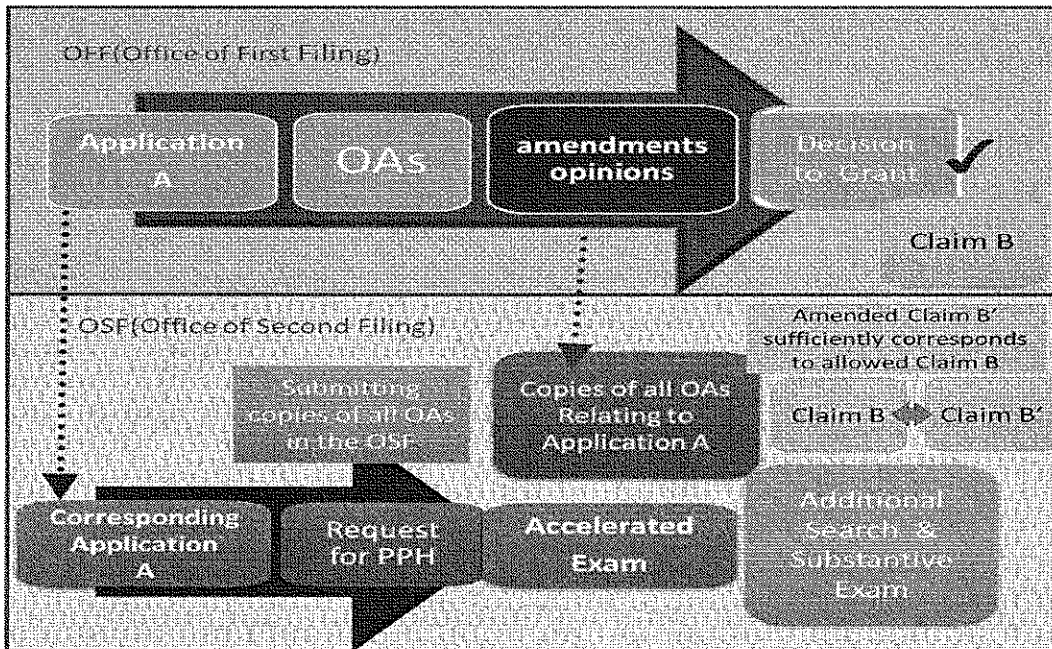 OFF(Office of First Filing)
Application
A
OAs
amendments
opinions
Decision
to Grant
Claim B
OSF(Office of Second Filing)
Amended Claim B'
sufficiently corresponds
to allowed Claim B
Submitting
copies of all OAs
in the OSF
Copies of all OAs
Relating to
Application A
Claim B
Claim B'
Corresponding
Application
A
Request
for PPH
Accelerated
Exam
Additional
Search &
Substantive
Exam